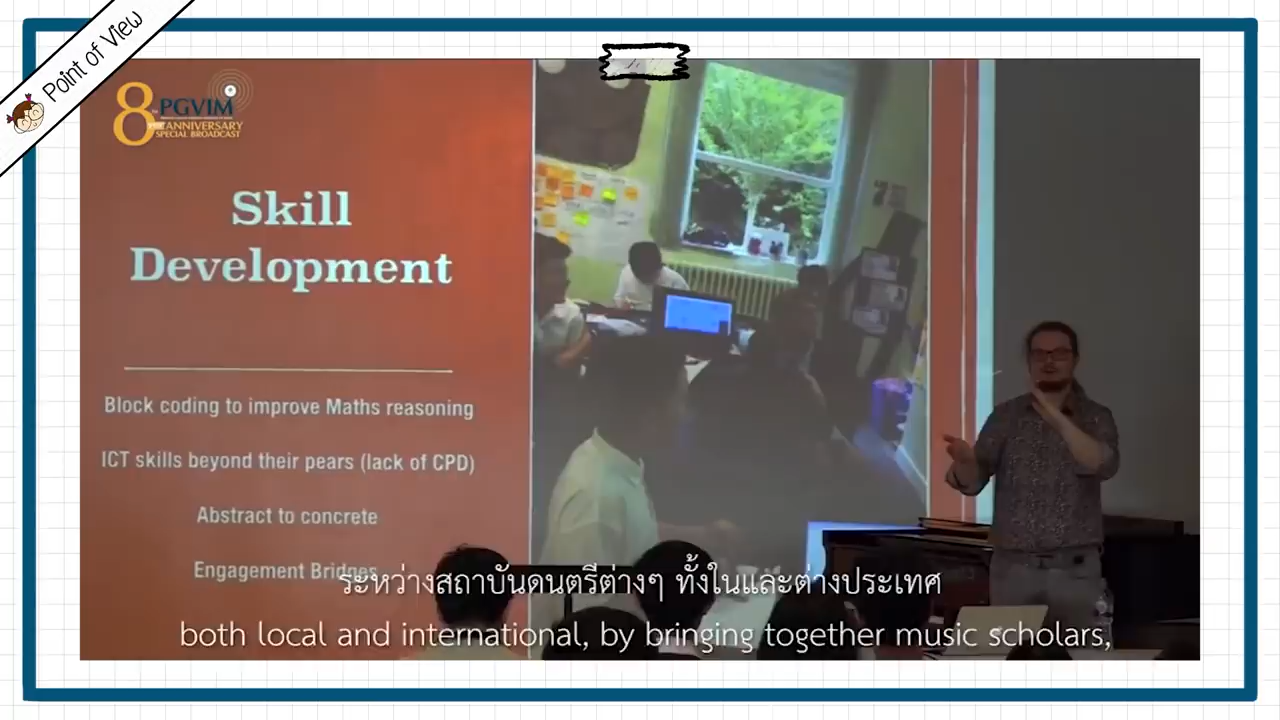 Point of View
8 PGVIM
ANNIVERSARY
SPECIAL BROADCAST
Skill
Development
Block coding to improve Maths reasoning
ICT skills beyond their pears (lack of CPD)
Abstract to concrete
Engagement Bridges
ระหว่างสถาบันดนตรีต่างๆ ทั้งในและต่างประเทศ
both local and international, by bringing together music scholars,